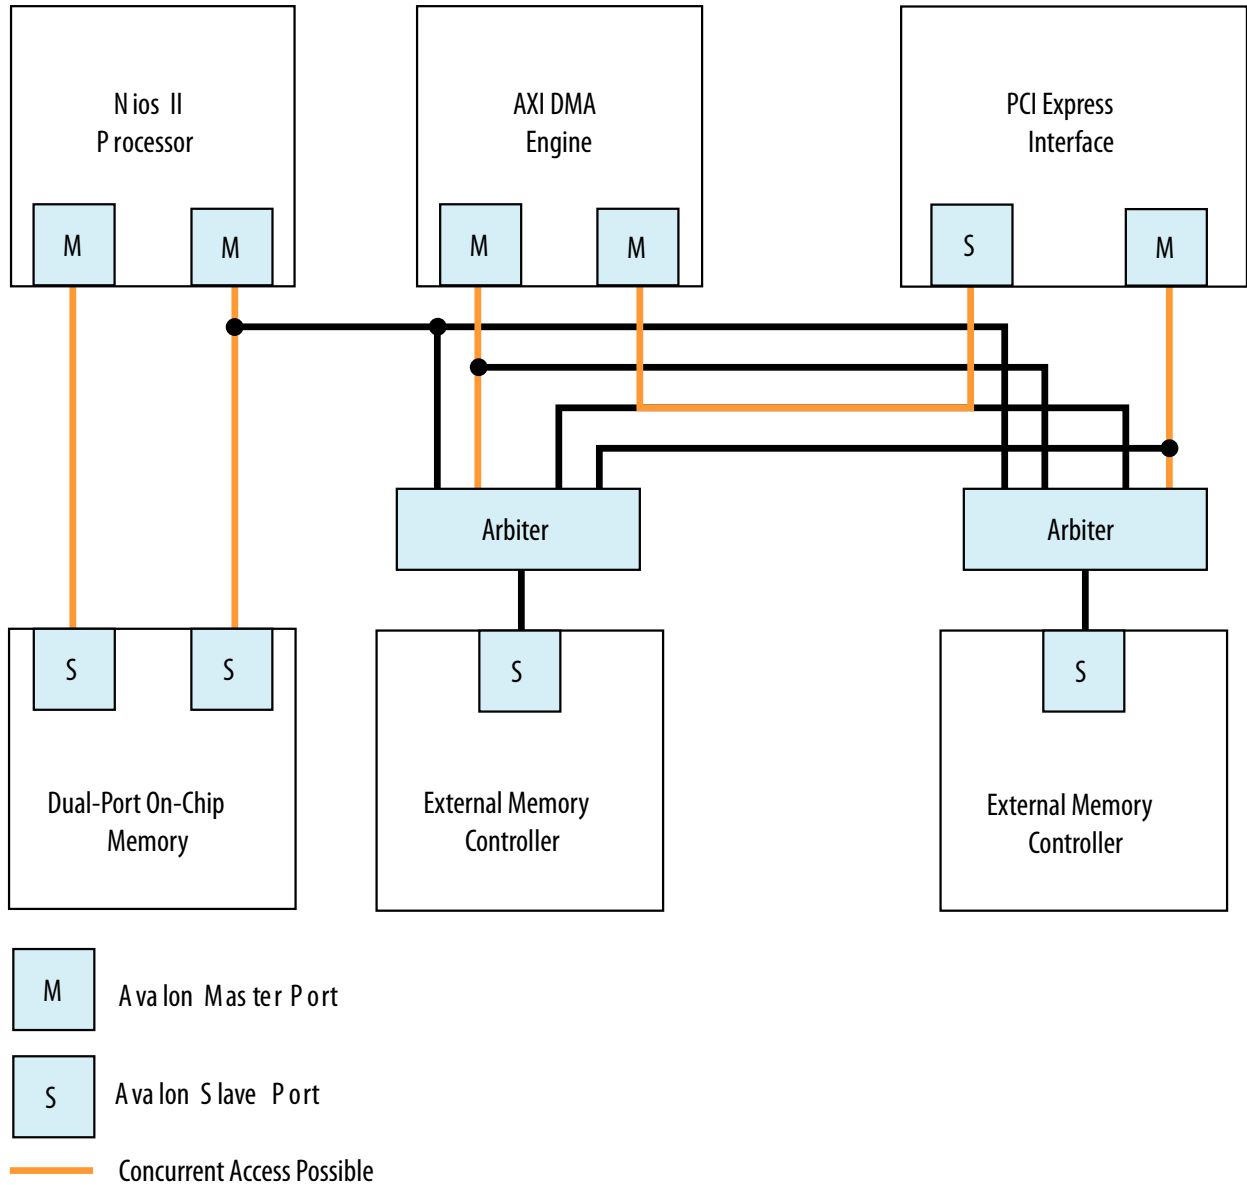 Nios II
Processor
AXI DMA
Engine
PCI Express
Interface
M
M
M
M
S
M
Arbiter
Arbiter
S
S
S
S
Dual-Port On-Chip
Memory
External Memory
Controller
External Memory
Controller
M
Avalon Master Port
S
Avalon Slave Port
Concurrent Access Possible